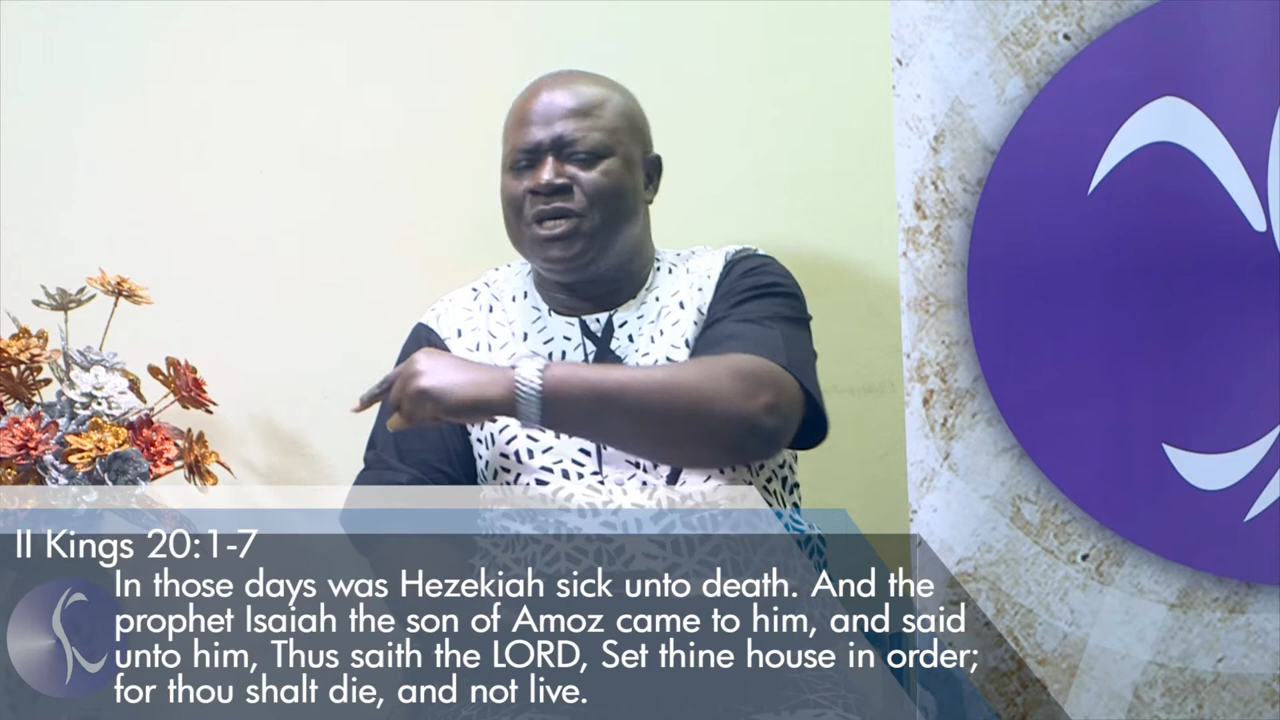 II Kings 20:1-7
In those days was Hezekiah sick unto death. And the
prophet Isaiah the son of Amoz came to him, and said
unto him, Thus saith the LORD, Set thine house in order;
for thou shalt die, and not live.